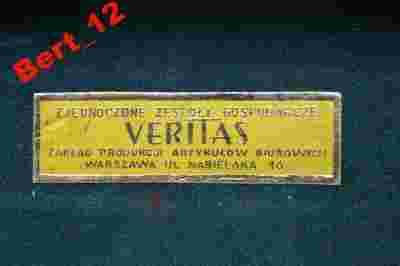 Bert_12
ZJEDNOCZONE ZESPOŁY GOSPODARCZE
VERITAS
ZAKŁAD PRODUKCJI ARTYKUŁÓW BIUROWYCH
WARSZAWA UL. NABIELAKA 16